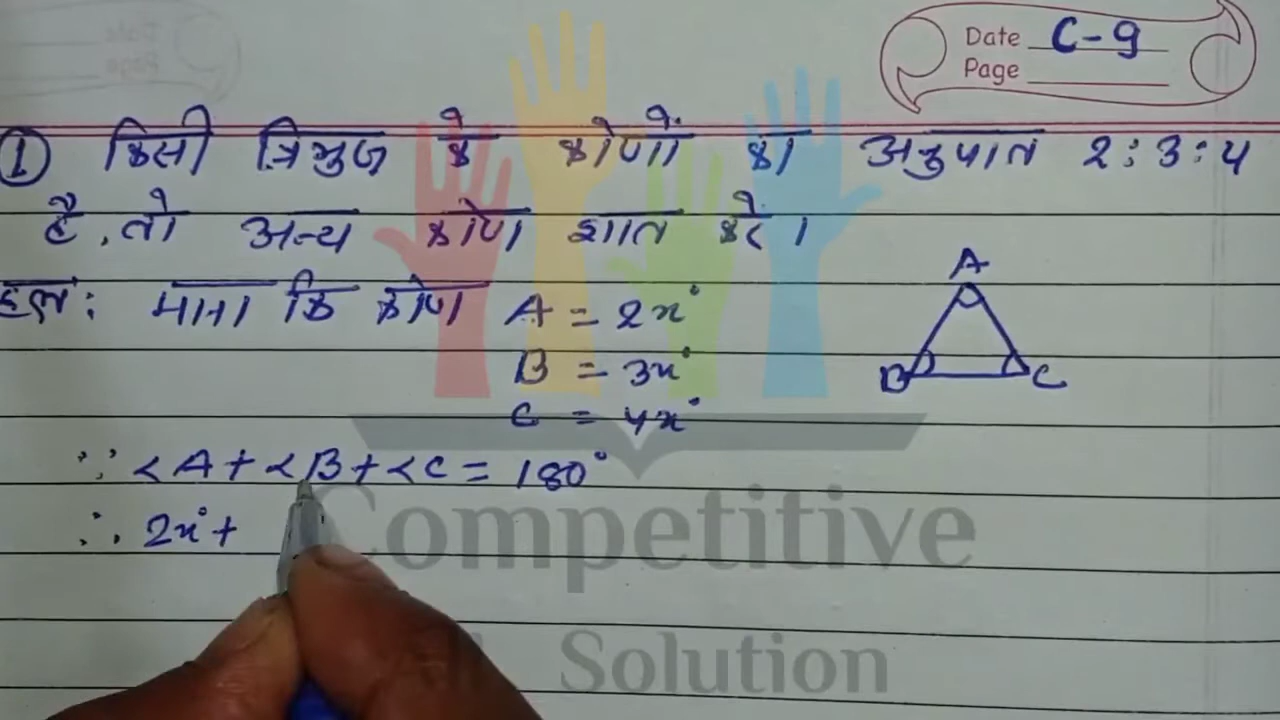 Date C-9
Page
① किसी त्रिभुज के कोणों का अनुपात 2:3:4
है, तो अन्य कोण ज्ञात करें।
हल: माना कि कोण A = 2x°
B = 3x°
C = 4x°
A
B C
∵ ∠A + ∠B + ∠C = 180°
∴ 2x° +
Competitive
Solution